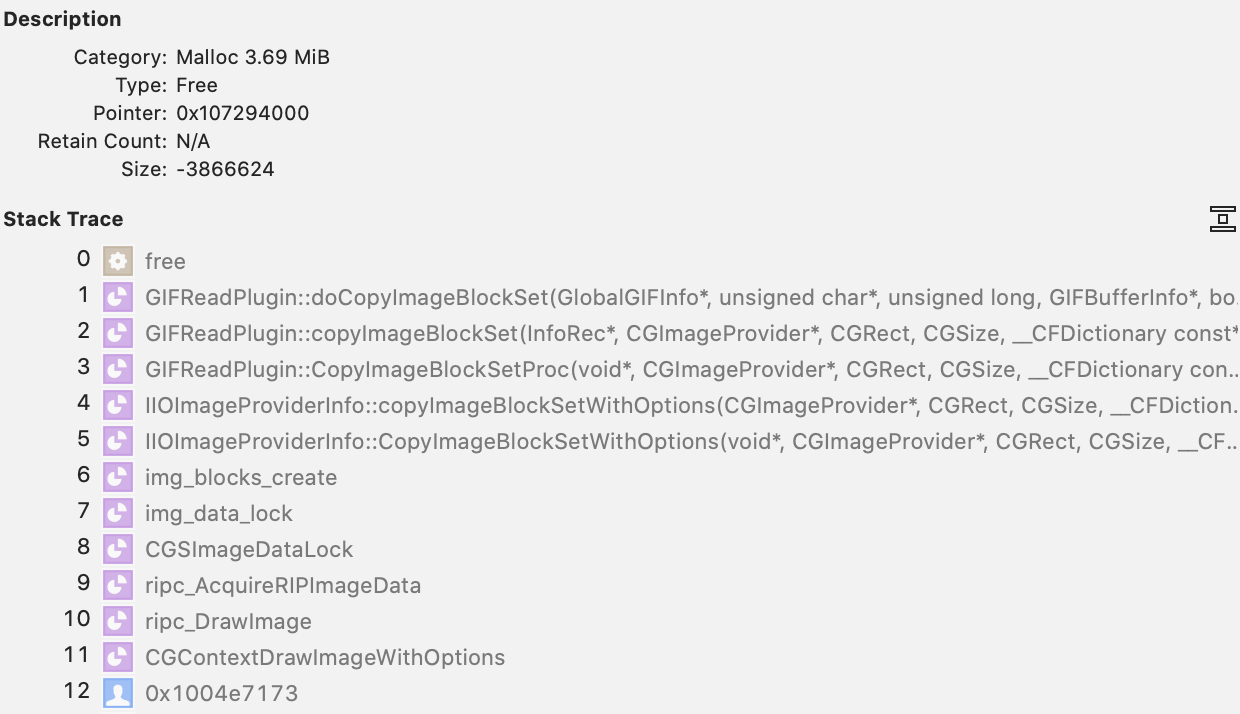 Description
Category: Malloc 3.69 MiB
Type: Free
Pointer: 0x107294000
Retain Count: N/A
Size: -3866624
Stack Trace
0 free
1 GIFReadPlugin::doCopyImageBlockSet(GlobalGIFInfo*, unsigned char*, unsigned long, GIFBufferInfo*, bo...
2 GIFReadPlugin::copyImageBlockSet(InfoRec*, CGImageProvider*, CGRect, CGSize, __CFDictionary const*
3 GIFReadPlugin::CopyImageBlockSetProc(void*, CGImageProvider*, CGRect, CGSize, __CFDictionary con...
4 IIOImageProviderInfo::copyImageBlockSetWithOptions(CGImageProvider*, CGRect, CGSize, __CFDiction...
5 IIOImageProviderInfo::CopyImageBlockSetWithOptions(void*, CGImageProvider*, CGRect, CGSize, __CF...
6 img_blocks_create
7 img_data_lock
8 CGSImageDataLock
9 ripc_AcquireRIPImageData
10 ripc_DrawImage
11 CGContextDrawImageWithOptions
12 0x1004e7173